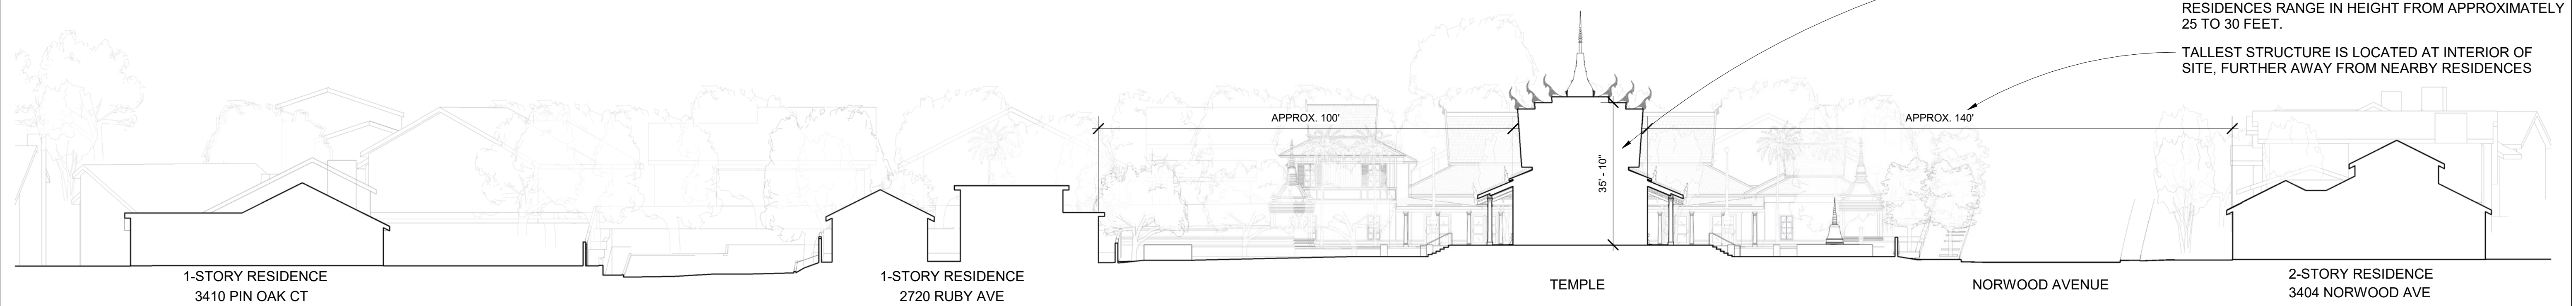 RESIDENCES RANGE IN HEIGHT FROM APPROXIMATELY
25 TO 30 FEET.
TALLEST STRUCTURE IS LOCATED AT INTERIOR OF
SITE, FURTHER AWAY FROM NEARBY RESIDENCES
APPROX. 100'
APPROX. 140'
35' - 10"
1-STORY RESIDENCE
3410 PIN OAK CT
1-STORY RESIDENCE
2720 RUBY AVE
TEMPLE
NORWOOD AVENUE
2-STORY RESIDENCE
3404 NORWOOD AVE